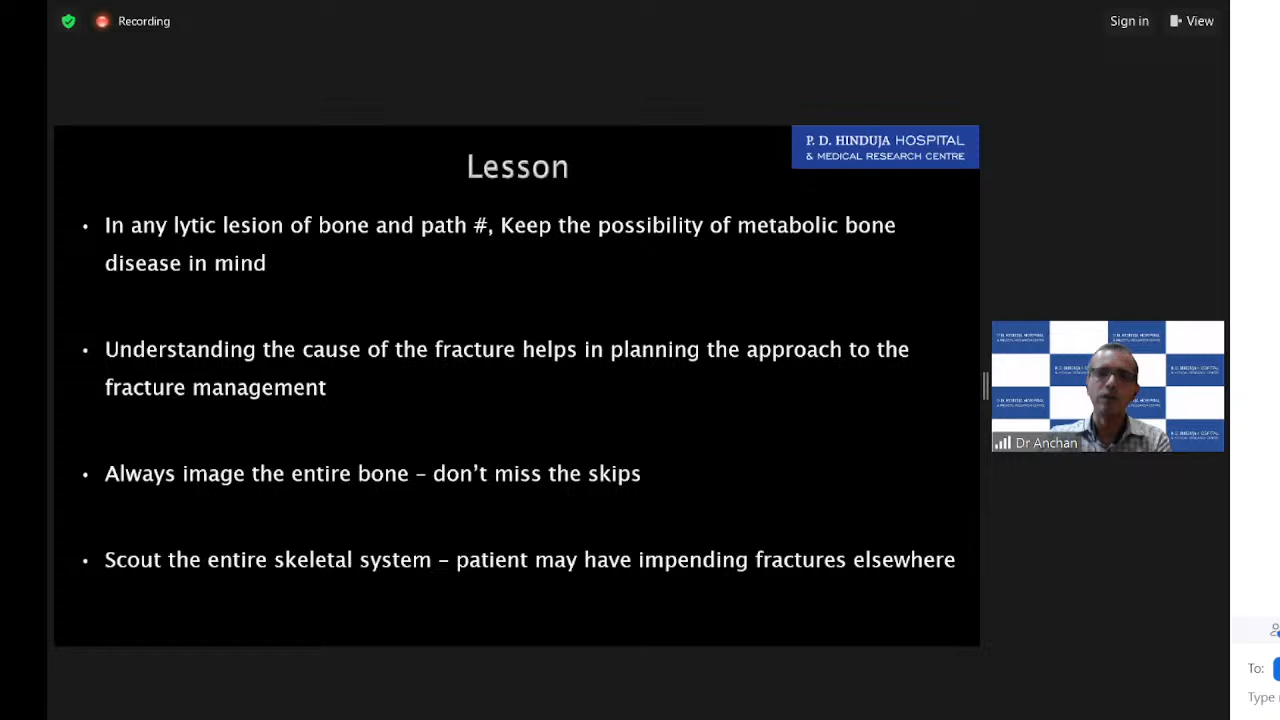 Recording
Sign in
View
P. D. HINDUJA HOSPITAL
& MEDICAL RESEARCH CENTRE
Lesson
• In any lytic lesion of bone and path #, Keep the possibility of metabolic bone
disease in mind
• Understanding the cause of the fracture helps in planning the approach to the
fracture management
• Always image the entire bone – don’t miss the skips
• Scout the entire skeletal system – patient may have impending fractures elsewhere
Dr Anchan
To:
Type